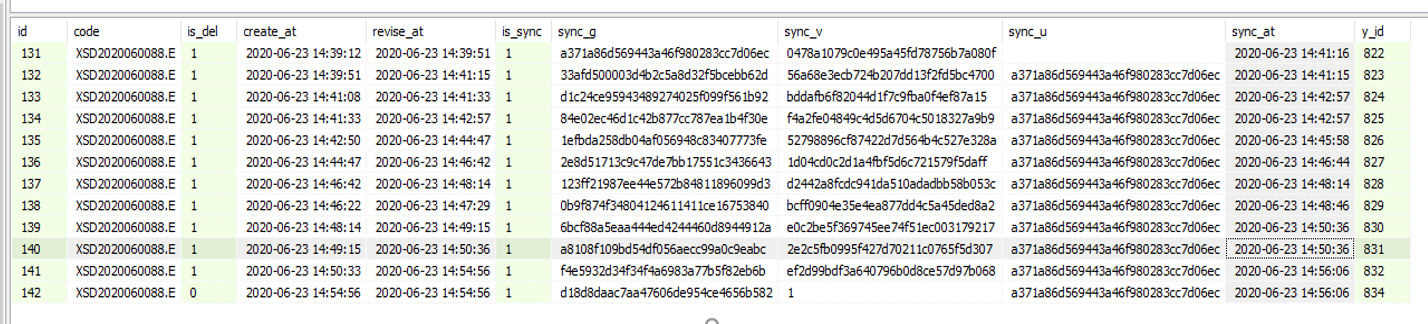 id code is_del create_at revise_at is_sync sync_g sync_v sync_u sync_at y_id
131 XSD2020060088.E 1 2020-06-23 14:39:12 2020-06-23 14:39:51 1 a371a86d569443a46f980283cc7d06ec 0478a1079c0e495a45fd78756b7a080f 2020-06-23 14:41:16 822
132 XSD2020060088.E 1 2020-06-23 14:39:51 2020-06-23 14:41:15 1 33afd500003d4b2c5a8d32f5bcebb62d 56a68e3ecb724b207dd13f2fd5bc4700 a371a86d569443a46f980283cc7d06ec 2020-06-23 14:41:15 823
133 XSD2020060088.E 1 2020-06-23 14:41:08 2020-06-23 14:41:33 1 d1c24ce95943489274025f099f561b92 bddafb6f82044d1f7c9fba0f4ef87a15 a371a86d569443a46f980283cc7d06ec 2020-06-23 14:42:57 824
134 XSD2020060088.E 1 2020-06-23 14:41:33 2020-06-23 14:42:57 1 84e02ec46d1c42b877cc787ea1b4f30e f4a2fe04849c4d5d6704c5018327a9b9 a371a86d569443a46f980283cc7d06ec 2020-06-23 14:42:57 825
135 XSD2020060088.E 1 2020-06-23 14:42:50 2020-06-23 14:44:47 1 1efbda258db04af056948c83407773fe 52798896cf87422d7d564b4c527e328a a371a86d569443a46f980283cc7d06ec 2020-06-23 14:45:58 826
136 XSD2020060088.E 1 2020-06-23 14:44:47 2020-06-23 14:46:42 1 2e8d51713c9c47de7bb17551c3436643 1d04cd0c2d1a4fbf5d6c721579f5daff a371a86d569443a46f980283cc7d06ec 2020-06-23 14:46:44 827
137 XSD2020060088.E 1 2020-06-23 14:46:42 2020-06-23 14:48:14 1 123ff21987ee44e572b84811896099d3 d2442a8fcdc941da510adadbb58b053c a371a86d569443a46f980283cc7d06ec 2020-06-23 14:48:14 828
138 XSD2020060088.E 1 2020-06-23 14:46:22 2020-06-23 14:47:29 1 0b9f874f34804124611411ce16753840 bcff0904e35e4ea877dd4c5a45ded8a2 a371a86d569443a46f980283cc7d06ec 2020-06-23 14:48:46 829
139 XSD2020060088.E 1 2020-06-23 14:48:14 2020-06-23 14:49:15 1 6bcf88a5eaa444ed4244460d8944912a e0c2be5f369745ee74f51ec003179217 a371a86d569443a46f980283cc7d06ec 2020-06-23 14:50:36 830
140 XSD2020060088.E 1 2020-06-23 14:49:15 2020-06-23 14:50:36 1 a8108f109bd54df056aecc99a0c9eabc 2e2c5fb0995f427d70211c0765f5d307 a371a86d569443a46f980283cc7d06ec 2020-06-23 14:50:36 831
141 XSD2020060088.E 1 2020-06-23 14:50:33 2020-06-23 14:54:56 1 f4e5932d34f34f4a6983a77b5f82eb6b ef2d99bdf3a640796b0d8ce57d97b068 a371a86d569443a46f980283cc7d06ec 2020-06-23 14:56:06 832
142 XSD2020060088.E 0 2020-06-23 14:54:56 2020-06-23 14:54:56 1 d18d8daac7aa47606de954ce4656b582 1 a371a86d569443a46f980283cc7d06ec 2020-06-23 14:56:06 834